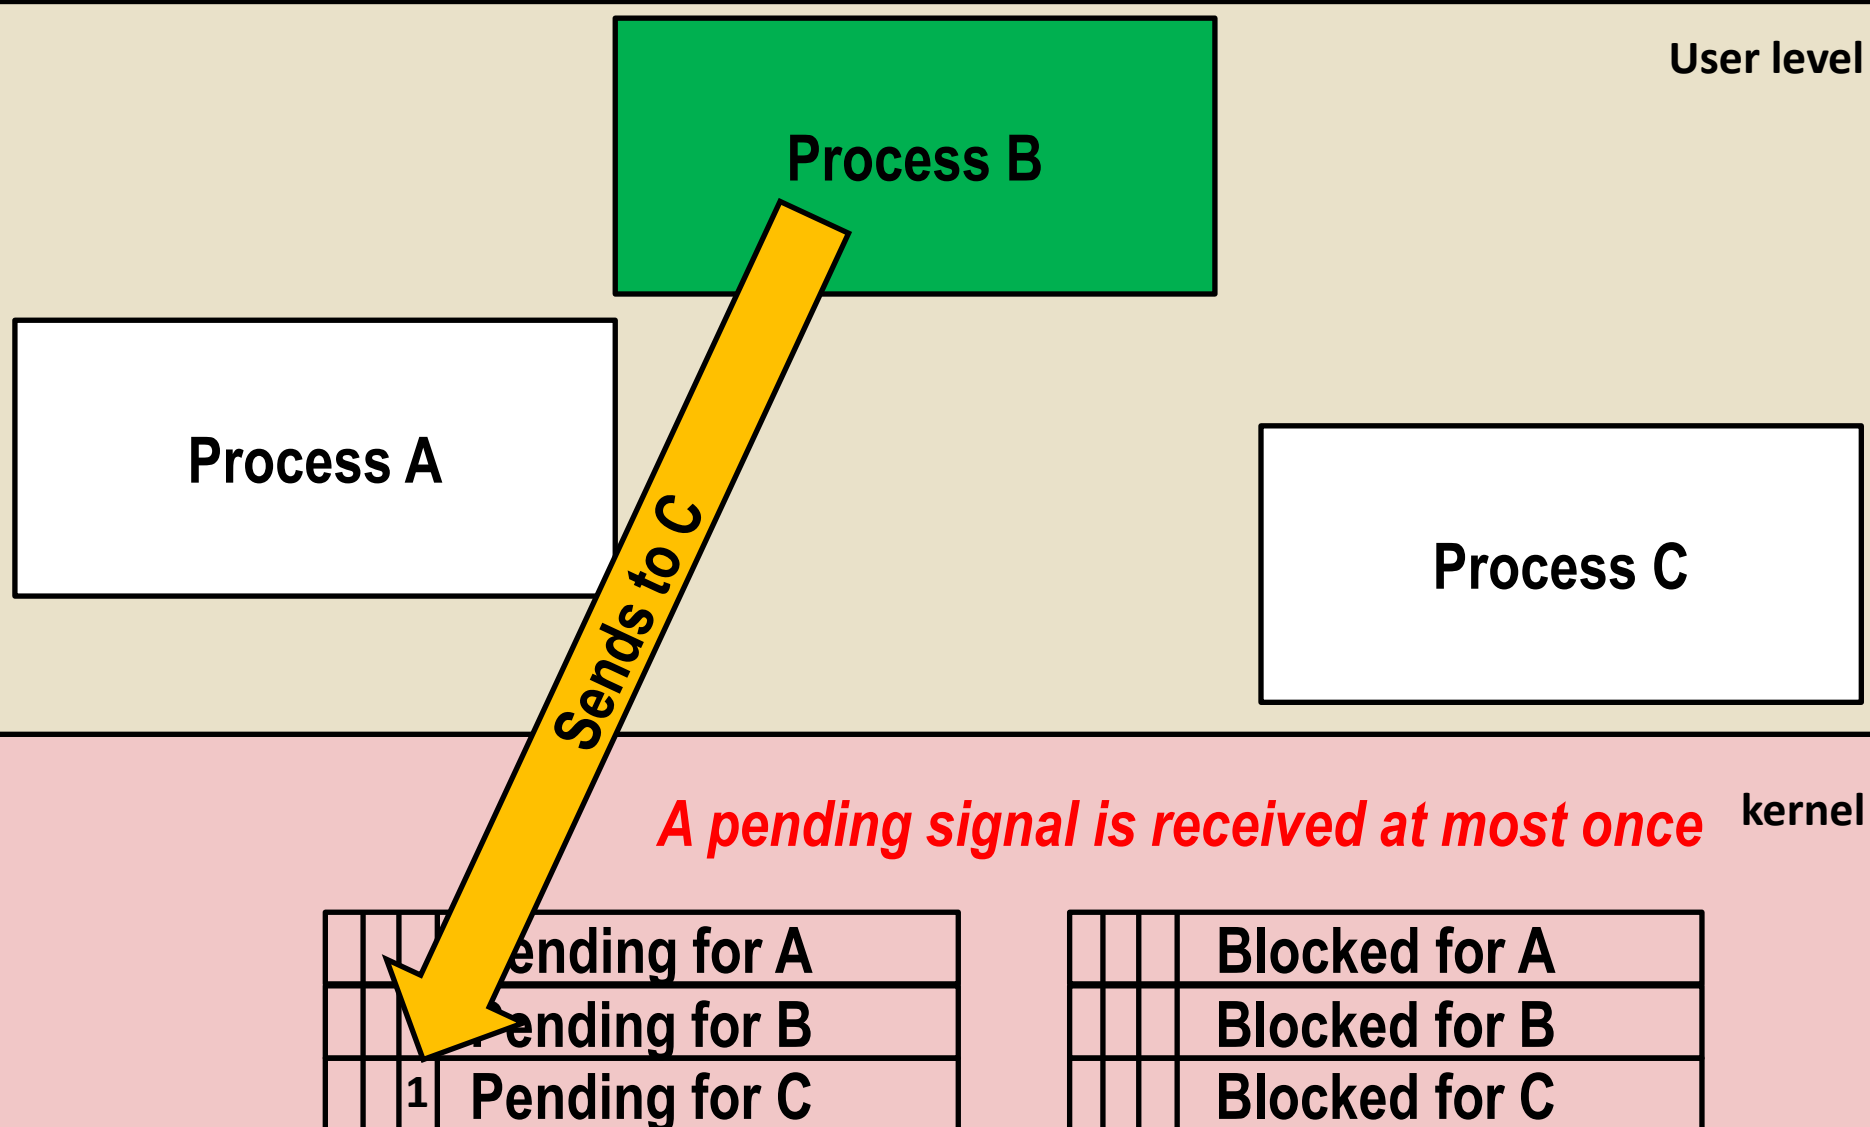 User level
Process B
Process A
Process C
Sends to C
A pending signal is received at most once
kernel
ending for A
Blocked for A
Pending for B
Blocked for B
1
Pending for C
Blocked for C